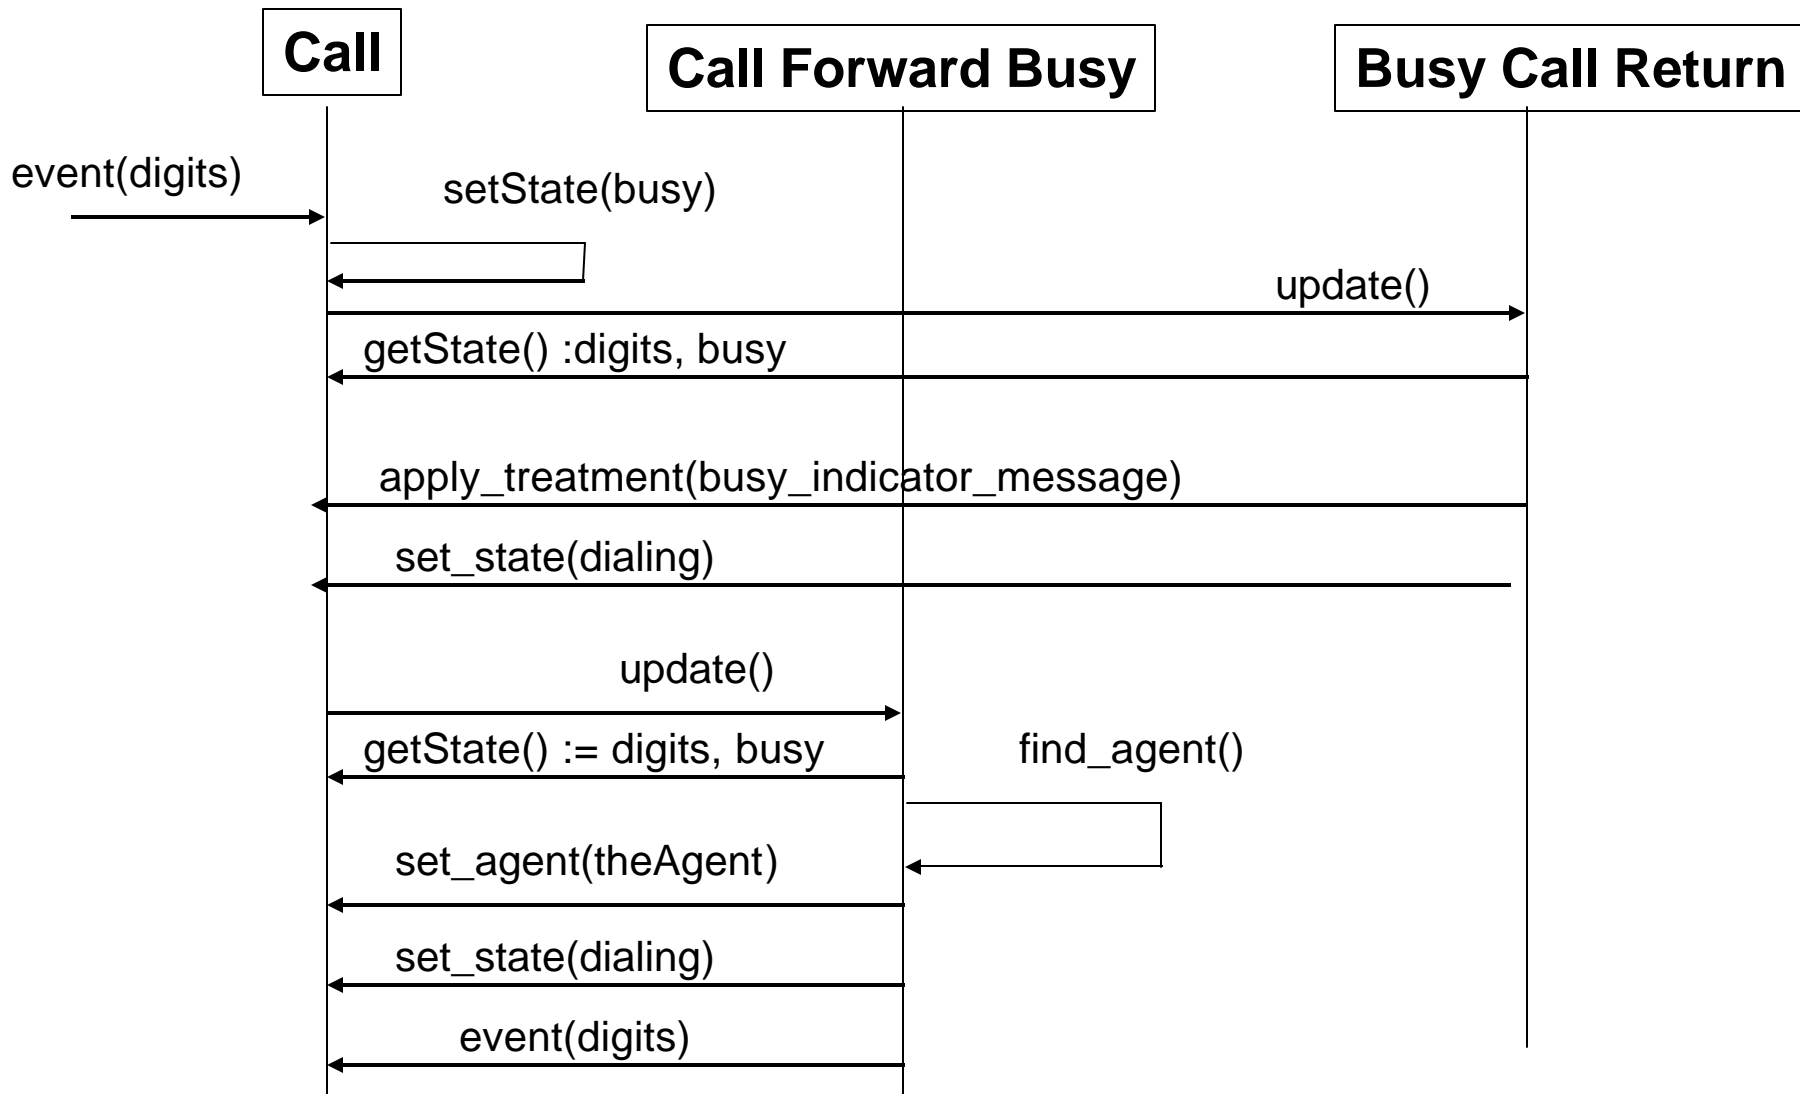 Call
Call Forward Busy
Busy Call Return
event(digits)
setState(busy)
update()
getState() :digits, busy
apply_treatment(busy_indicator_message)
set_state(dialing)
update()
getState() := digits, busy
find_agent()
set_agent(theAgent)
set_state(dialing)
event(digits)